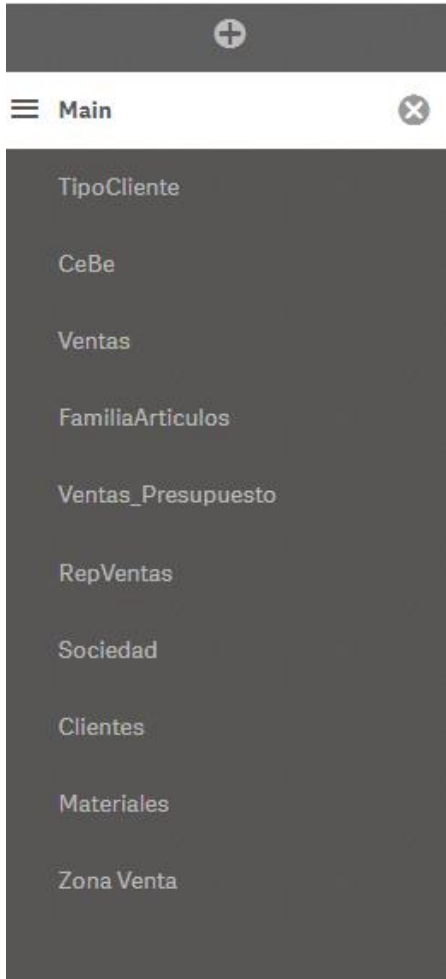 Main
TipoCliente
CeBe
Ventas
FamiliaArticulos
Ventas_Presupuesto
RepVentas
Sociedad
Clientes
Materiales
Zona Venta